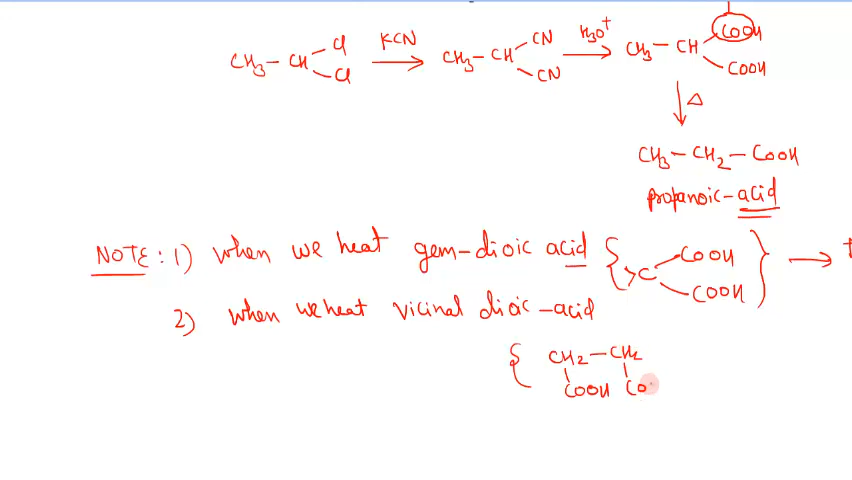 CH3-CH Cl Cl KCN CH3-CH CN CN H3O+ CH3-CH COOH COOH
Δ
CH3-CH2-COOH
propanoic-acid
NOTE: 1) when we heat gem-dioic acid { >C COOH COOH } →
2) when we heat vicinal dioic-acid
{ CH2-CH2
COOH CO